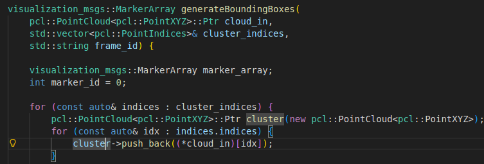 visualization_msgs::MarkerArray generateBoundingBoxes(
    pcl::PointCloud<pcl::PointXYZ>::Ptr cloud_in,
    std::vector<pcl::PointIndices>& cluster_indices,
    std::string frame_id) {

    visualization_msgs::MarkerArray marker_array;
    int marker_id = 0;

    for (const auto& indices : cluster_indices) {
        pcl::PointCloud<pcl::PointXYZ>::Ptr cluster(new pcl::PointCloud<pcl::PointXYZ>);
        for (const auto& idx : indices.indices) {
            cluster->push_back((*cloud_in)[idx]);
        }